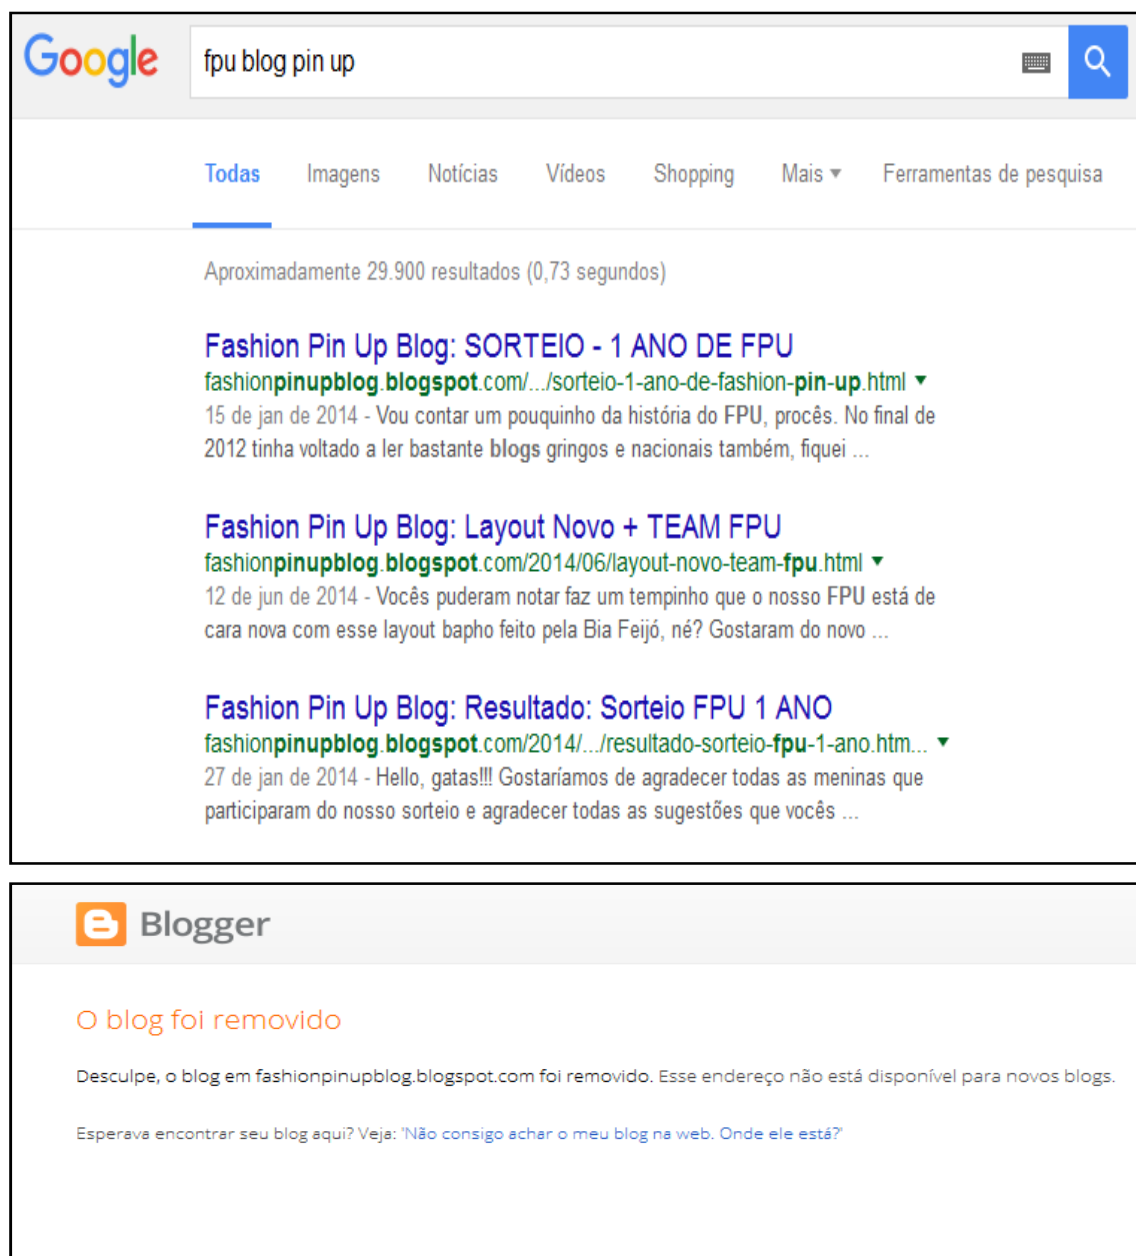 Google
fpu blog pin up
Todas Imagens Notícias Vídeos Shopping Mais ▾ Ferramentas de pesquisa
Aproximadamente 29.900 resultados (0,73 segundos)
Fashion Pin Up Blog: SORTEIO - 1 ANO DE FPU
fashionpinupblog.blogspot.com/.../sorteio-1-ano-de-fashion-pin-up.html ▾
15 de jan de 2014 - Vou contar um pouquinho da história do FPU, procês. No final de
2012 tinha voltado a ler bastante blogs gringos e nacionais também, fiquei ...
Fashion Pin Up Blog: Layout Novo + TEAM FPU
fashionpinupblog.blogspot.com/2014/06/layout-novo-team-fpu.html ▾
12 de jun de 2014 - Vocês puderam notar faz um tempinho que o nosso FPU está de
cara nova com esse layout bapho feito pela Bia Feijó, né? Gostaram do novo ...
Fashion Pin Up Blog: Resultado: Sorteio FPU 1 ANO
fashionpinupblog.blogspot.com/2014/.../resultado-sorteio-fpu-1-ano.htm... ▾
27 de jan de 2014 - Hello, gatas!!! Gostaríamos de agradecer todas as meninas que
participaram do nosso sorteio e agradecer todas as sugestões que vocês ...
Blogger
O blog foi removido
Desculpe, o blog em fashionpinupblog.blogspot.com foi removido. Esse endereço não está disponível para novos blogs.
Esperava encontrar seu blog aqui? Veja: 'Não consigo achar o meu blog na web. Onde ele está?'